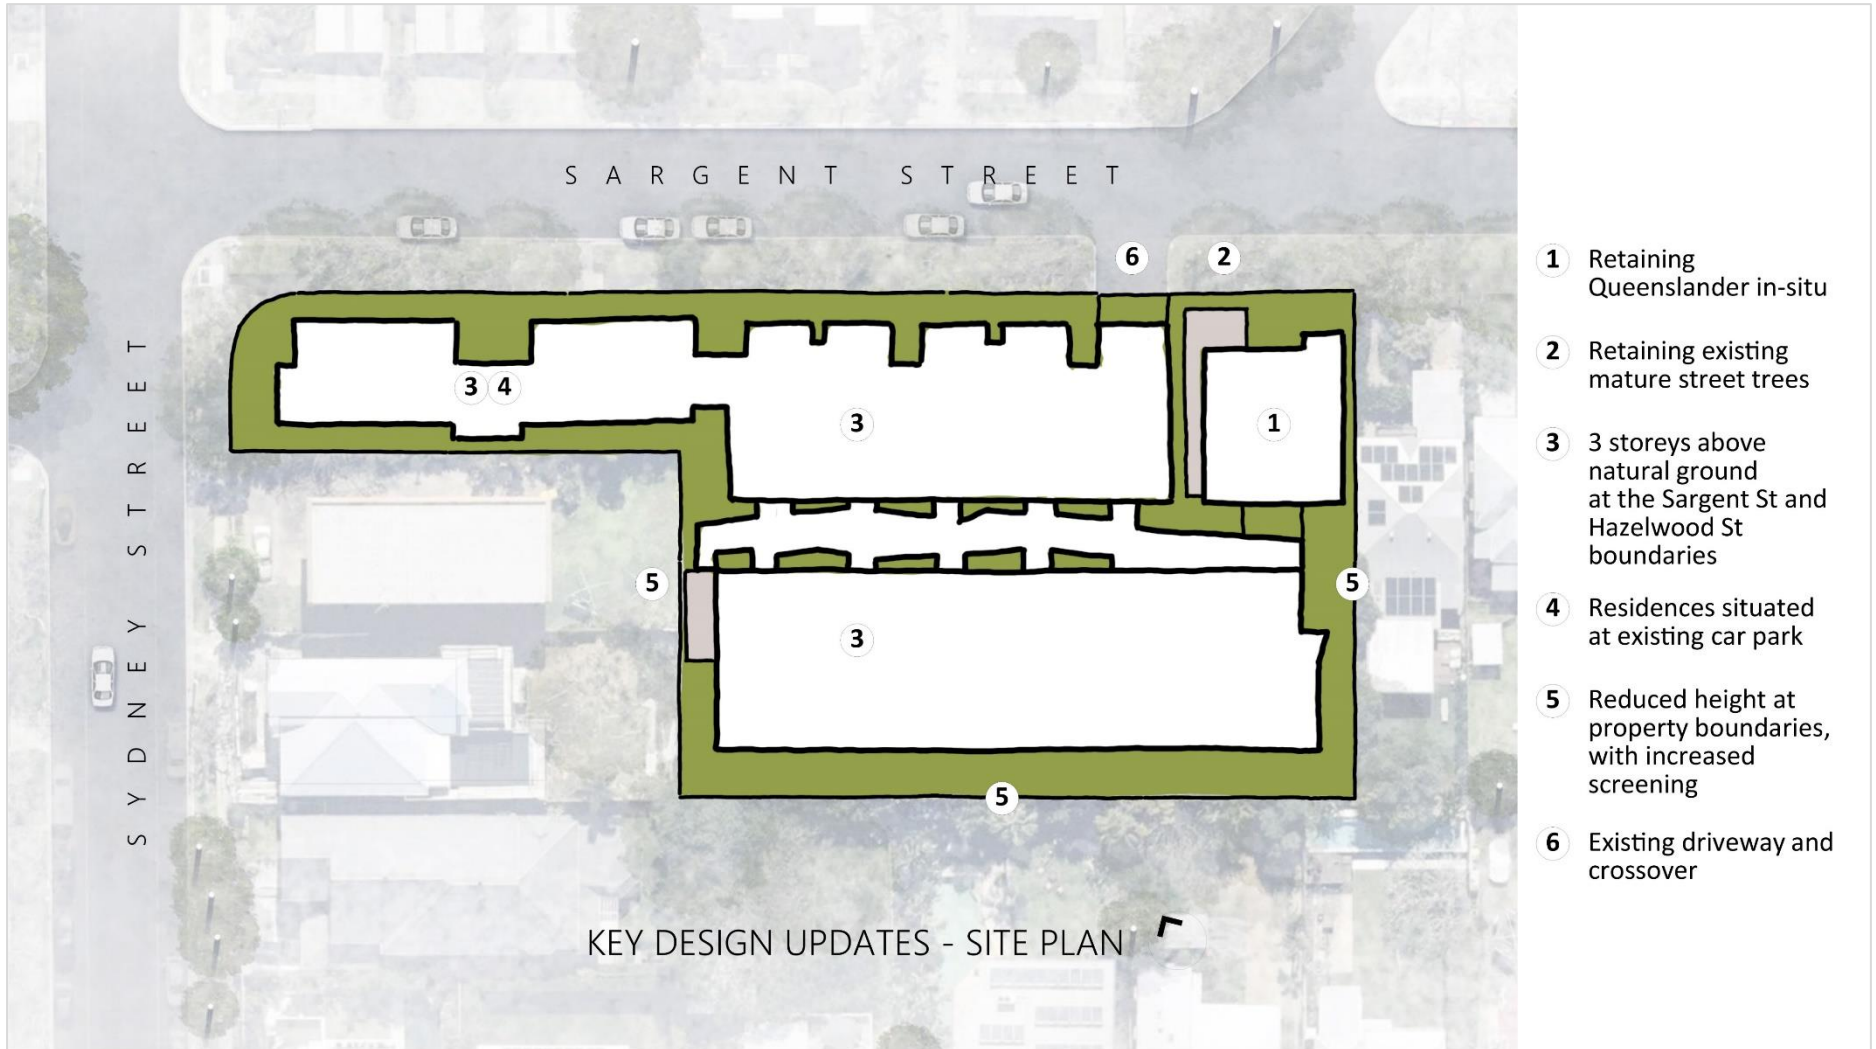 SARGENT STREET
6
2
SYDNEY STREET
3 4
3
1
5
5
3
5
KEY DESIGN UPDATES - SITE PLAN
1 Retaining
Queenslander in-situ
2 Retaining existing
mature street trees
3 3 storeys above
natural ground
at the Sargent St and
Hazelwood St
boundaries
4 Residences situated
at existing car park
5 Reduced height at
property boundaries,
with increased
screening
6 Existing driveway and
crossover